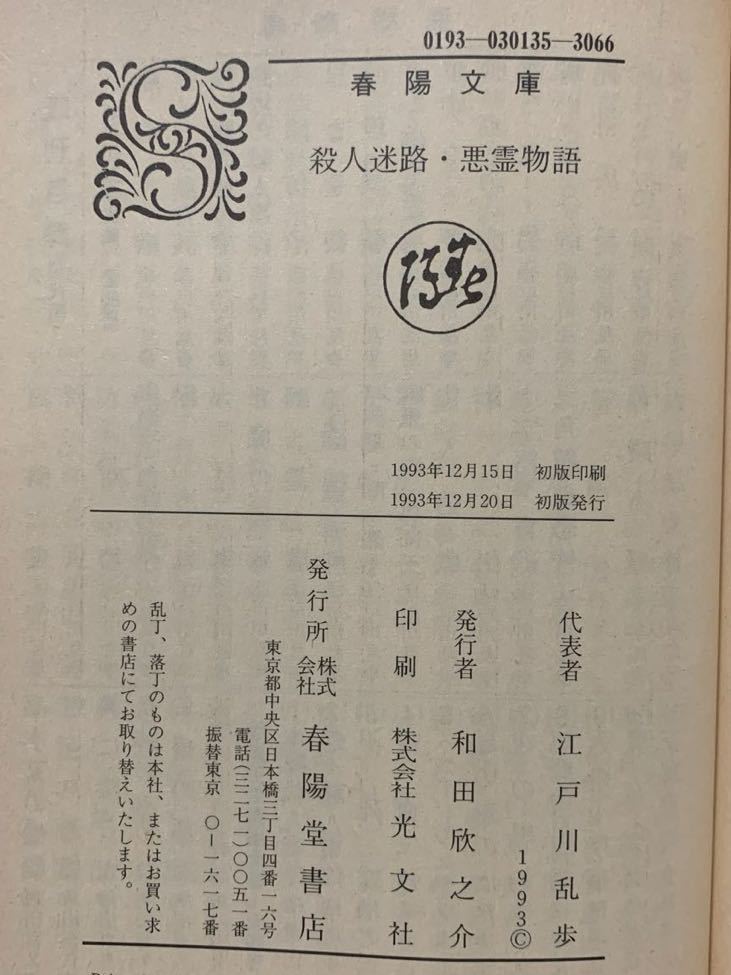 0193―030135―3066
春陽文庫
殺人迷路・悪霊物語
1993年12月15日　初版印刷
1993年12月20日　初版発行
代表者　江戸川乱歩
1993©
発行者　和田欣之介
印刷　株式会社光文社
発行所　株式会社　春陽堂書店
東京都中央区日本橋三丁目四番一六号
電話(三二七一)〇〇五一番
振替東京　〇―一六一七番
乱丁、落丁のものは本社、またはお買い求
めの書店にてお取り替えいたします。